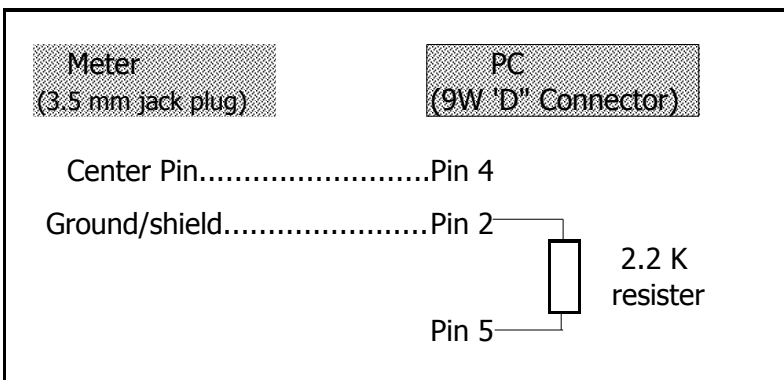 Meter
(3.5 mm jack plug)
PC
(9W 'D" Connector)
Center Pin..........................Pin 4
Ground/shield.......................Pin 2
2.2 K
resister
Pin 5